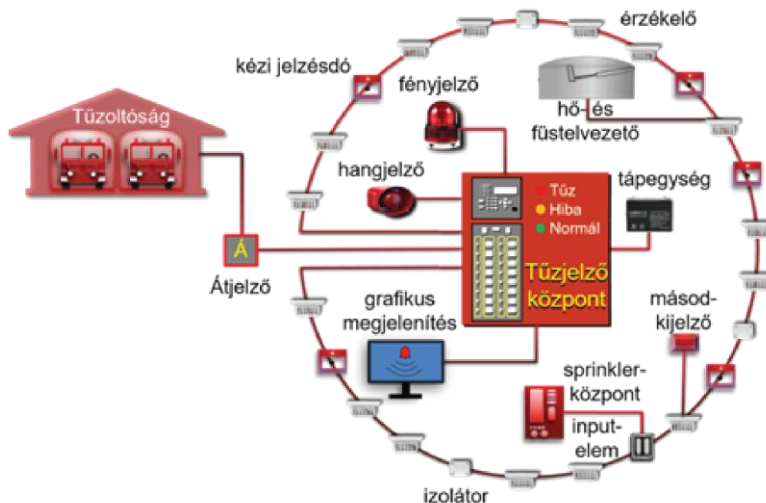 érzékelő
kézi jelzésdó
fényjelző
Tűzoltóság
hő- és
füstelvezető
hangjelző
tápegység
Tűz
Hiba
Normál
Á
Átjelző
Tűzjelző
központ
grafikus
megjelenítés
másod-
kijelző
sprinkler-
központ
input-
elem
izolátor